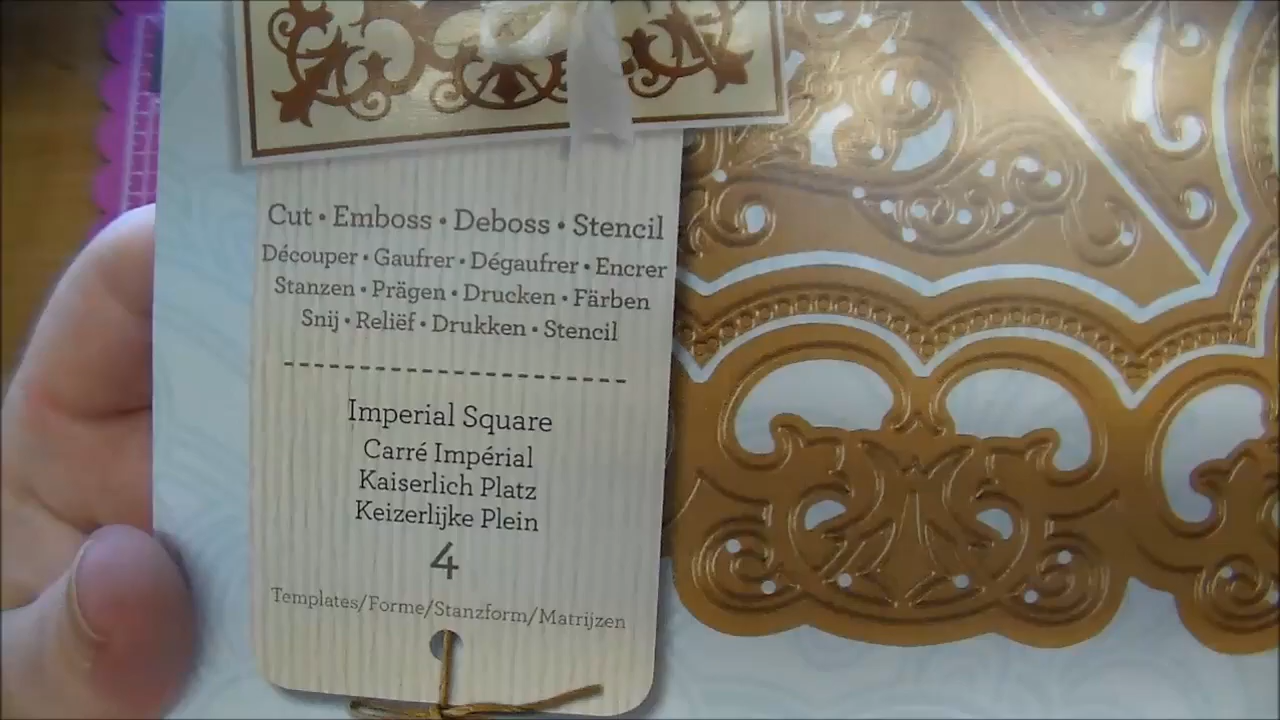 Cut • Emboss • Deboss • Stencil
Découper • Gaufrer • Dégaufrer • Encrer
Stanzen • Prägen • Drucken • Färben
Snij • Reliëf • Drukken • Stencil
Imperial Square
Carré Impérial
Kaiserlich Platz
Keizerlijke Plein
4
Templates/Forme/Stanzform/Matrijzen